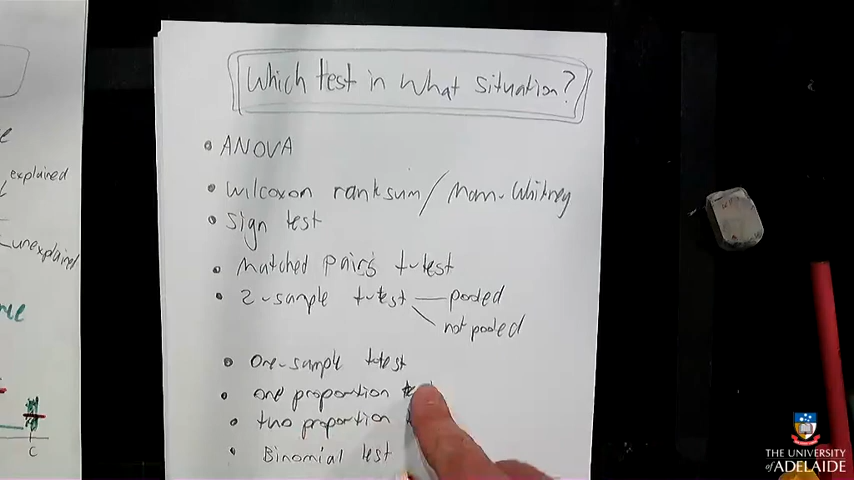 Which test in what situation?
• ANOVA
• Wilcoxon ranksum/Mann-Whitney
• Sign test
• Matched pairs t-test
• 2-sample t-test — pooled
not pooled
• One-sample t-test
• one proportion
• two proportion
• Binomial test
explained
unexplained
C
THE UNIVERSITY
of ADELAIDE